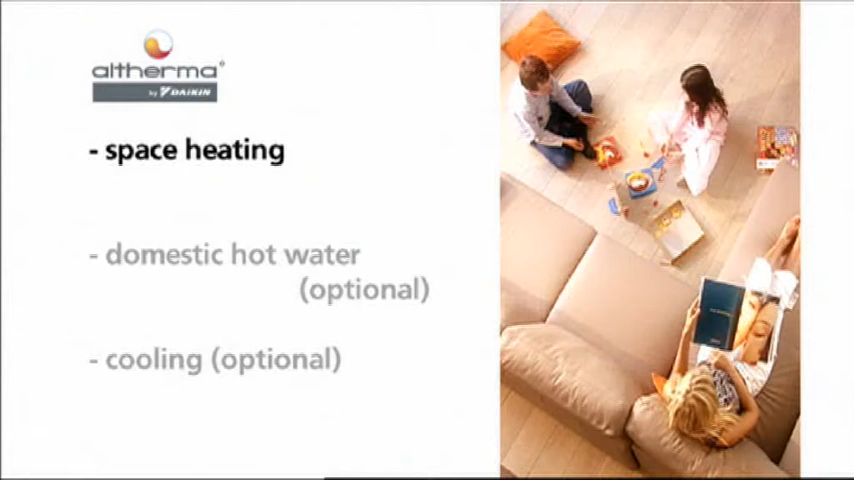 altherma
by DAIKIN
- space heating
- domestic hot water
(optional)
- cooling (optional)